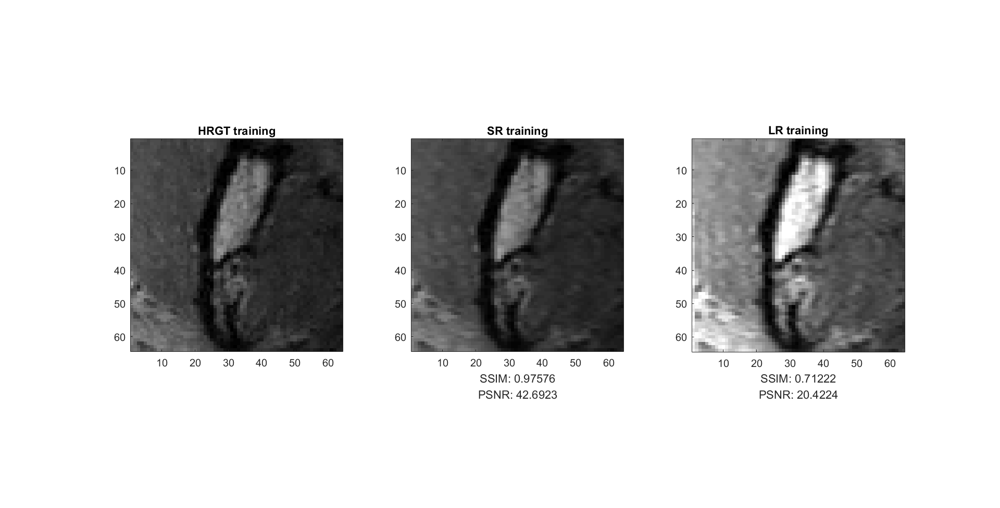 HRGT training
10
20
30
40
50
60
10 20 30 40 50 60
SR training
10
20
30
40
50
60
10 20 30 40 50 60
SSIM: 0.97576
PSNR: 42.6923
LR training
10
20
30
40
50
60
10 20 30 40 50 60
SSIM: 0.71222
PSNR: 20.4224